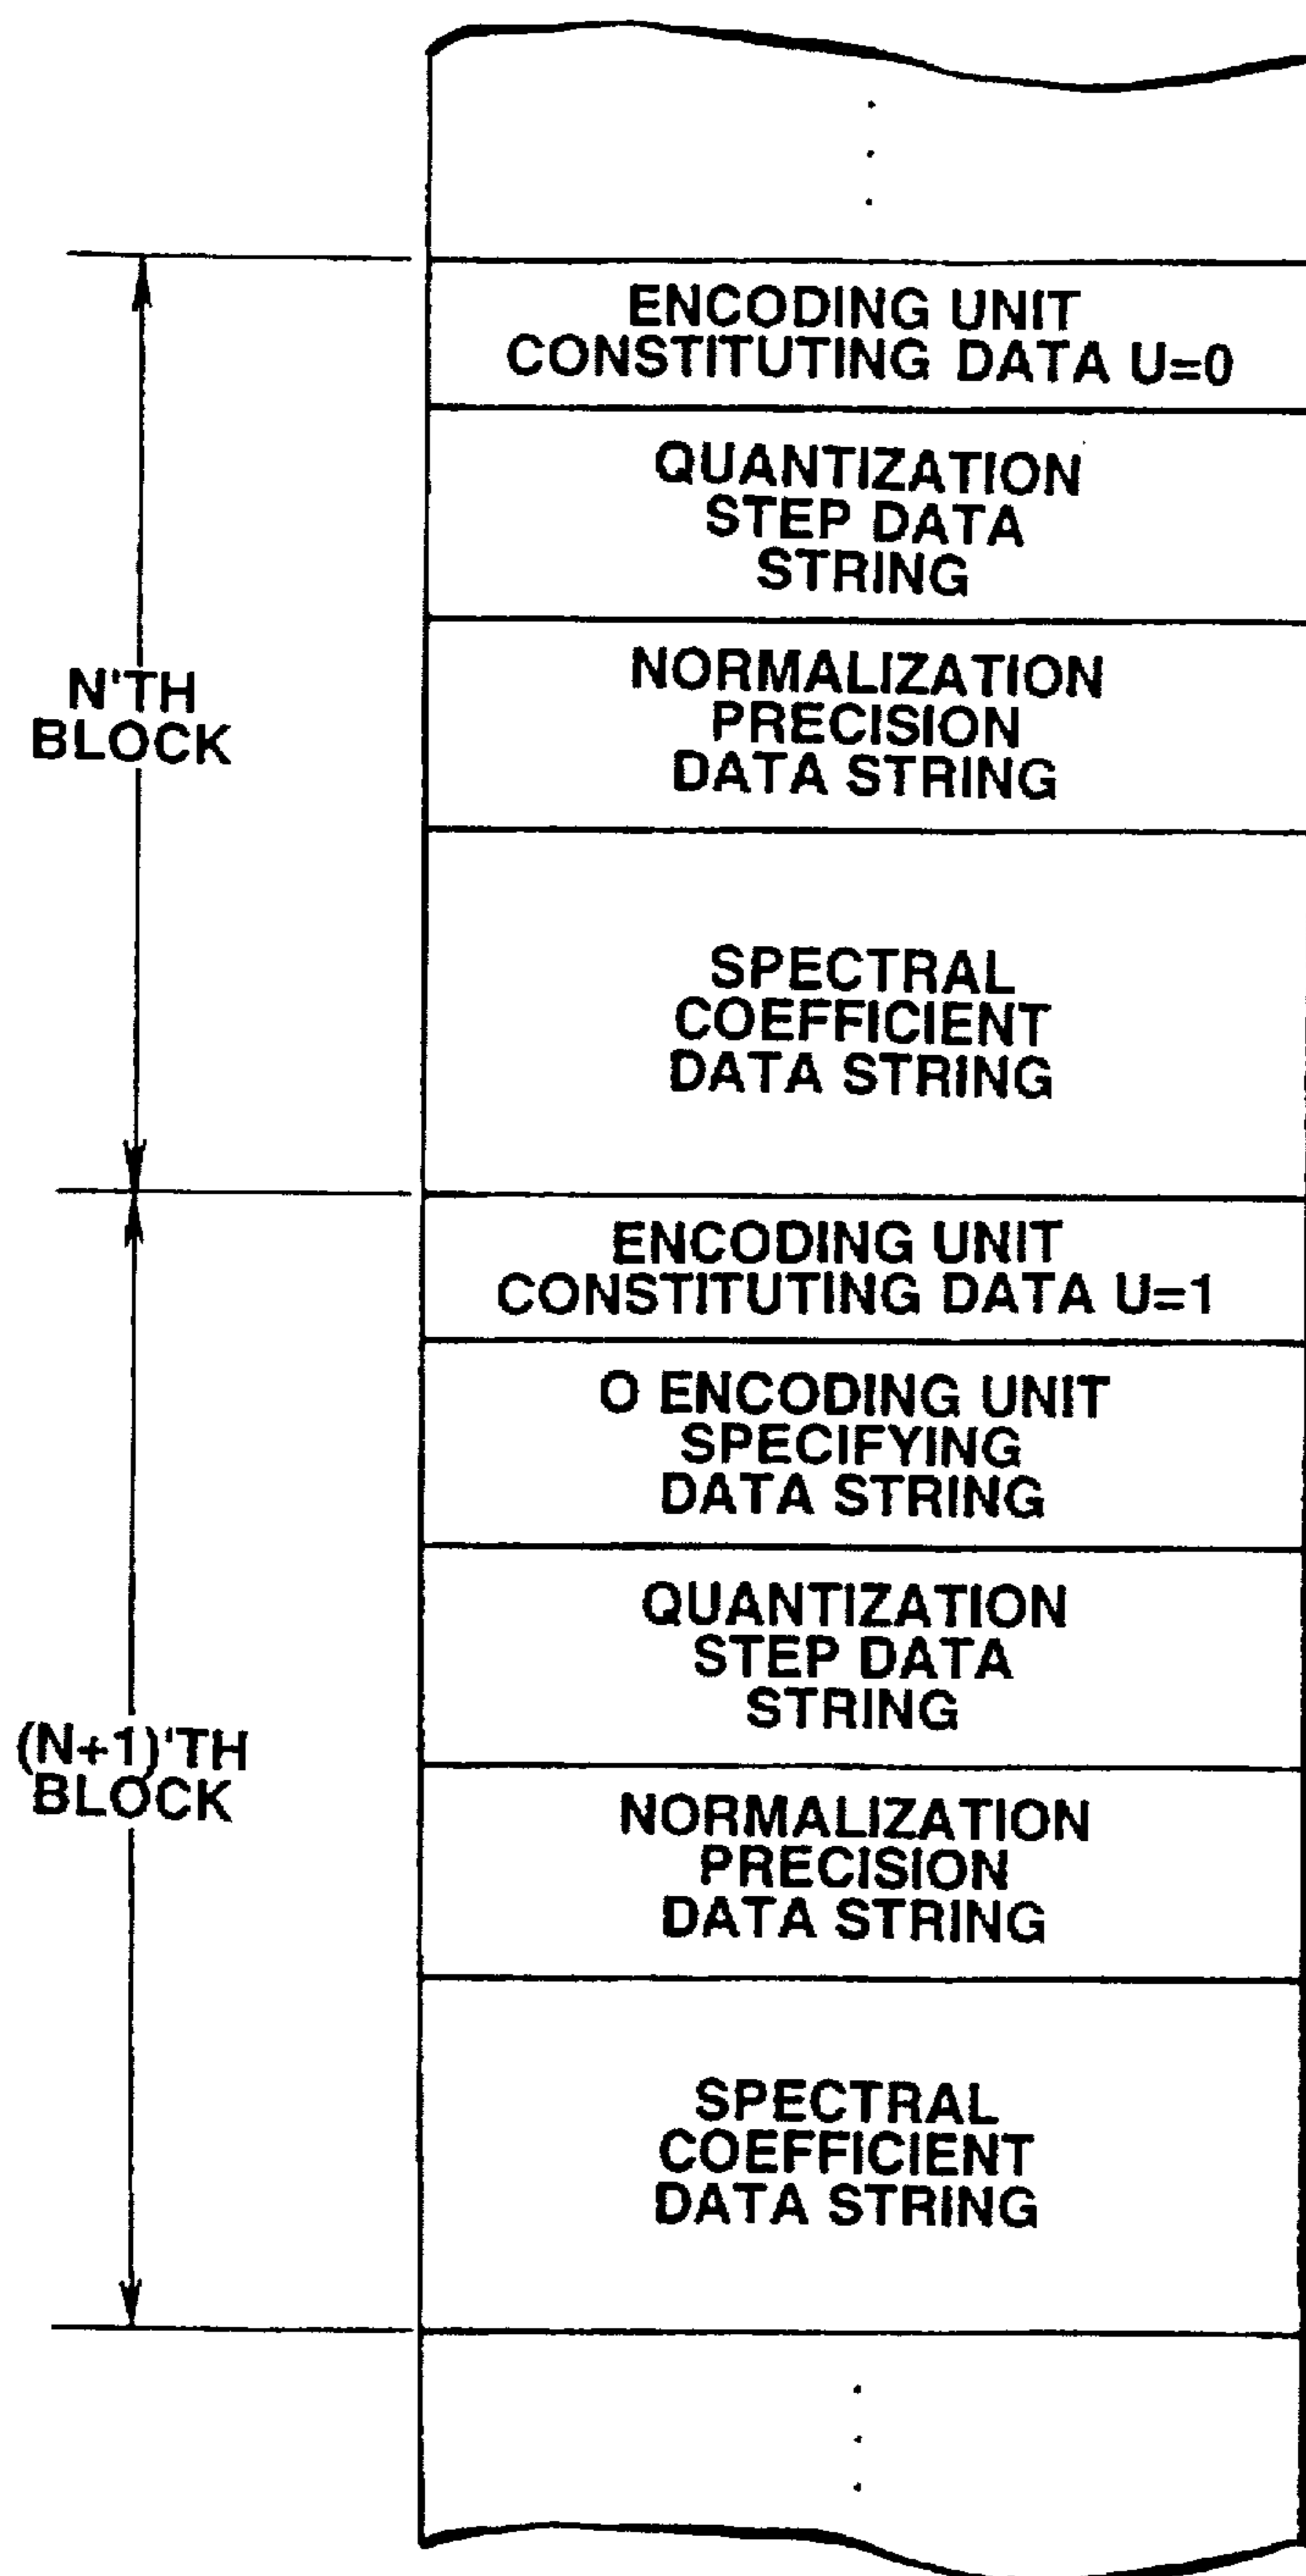 ENCODING UNIT
CONSTITUTING DATA U=0
QUANTIZATION
STEP DATA
STRING
N'TH
BLOCK
NORMALIZATION
PRECISION
DATA STRING
SPECTRAL
COEFFICIENT
DATA STRING
ENCODING UNIT
CONSTITUTING DATA U=1
O ENCODING UNIT
SPECIFYING
DATA STRING
QUANTIZATION
STEP DATA
STRING
(N+1)'TH
BLOCK
NORMALIZATION
PRECISION
DATA STRING
SPECTRAL
COEFFICIENT
DATA STRING